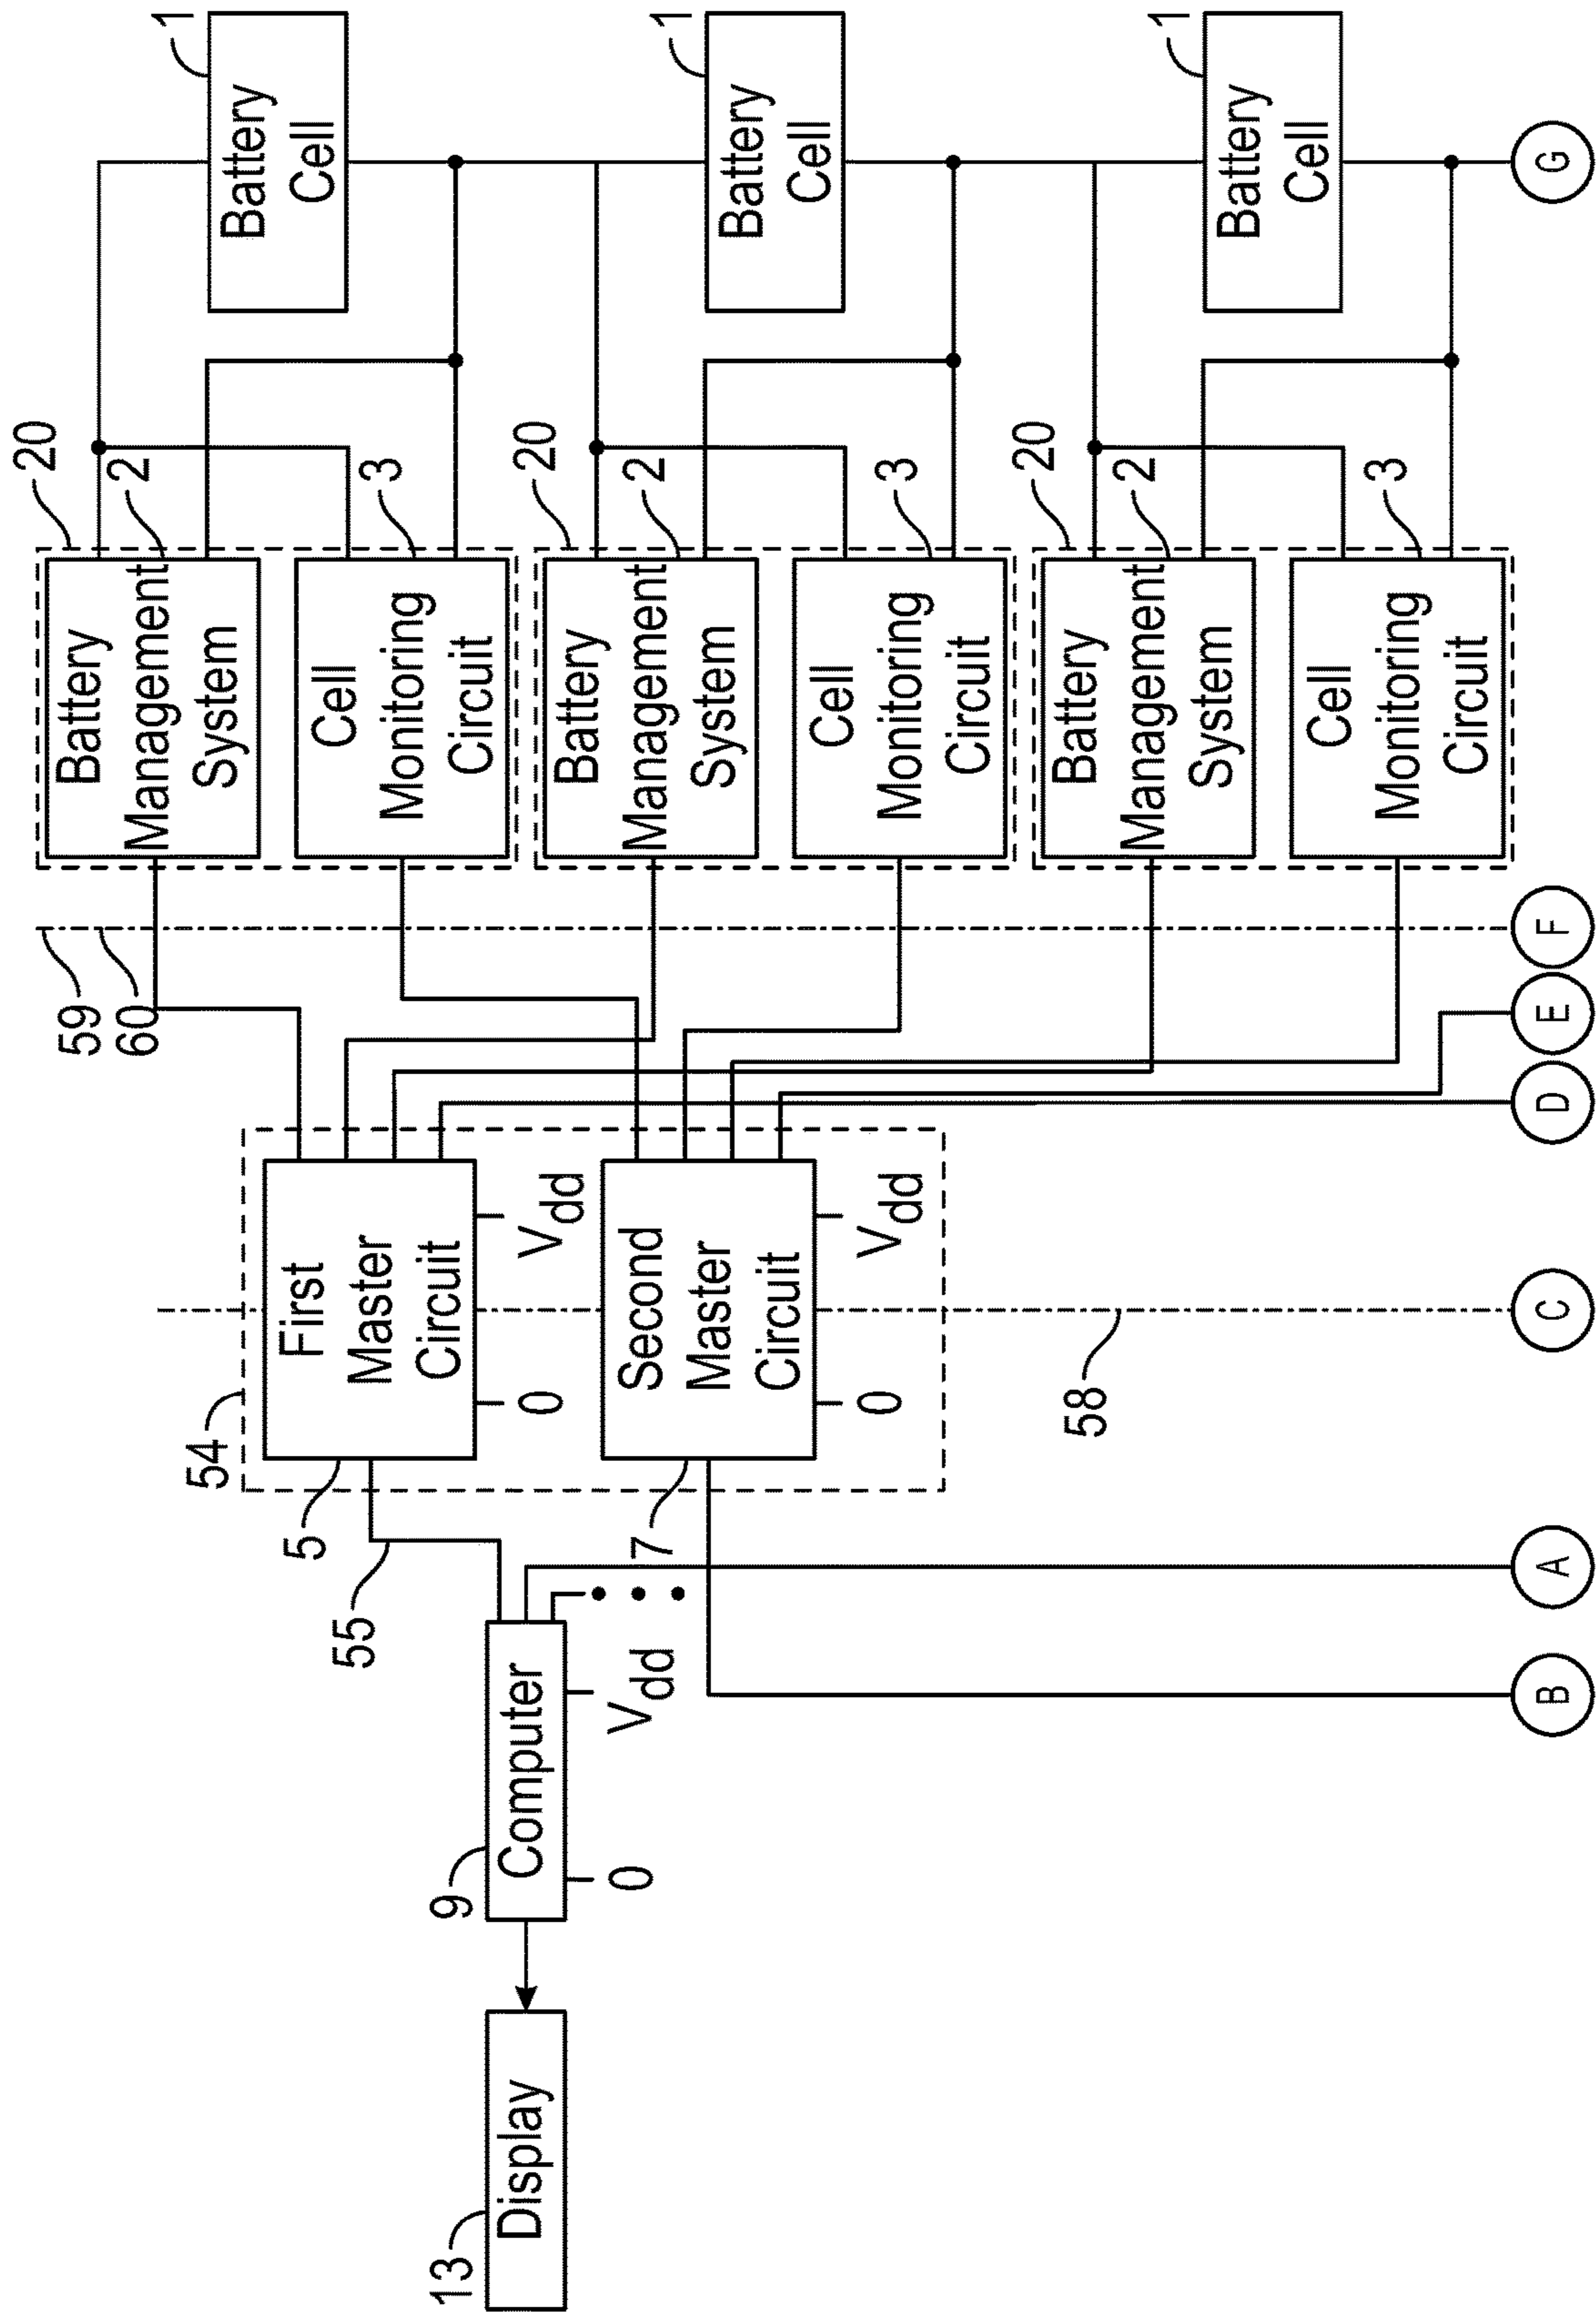 13
Display
9
Computer
0
Vdd
55
54
5
First
Master
Circuit
0
Vdd
7
Second
Master
Circuit
0
Vdd
58
59
60
20
Battery
Management
System
2
Cell
Monitoring
Circuit
3
20
Battery
Management
System
2
Cell
Monitoring
Circuit
3
20
Battery
Management
System
2
Cell
Monitoring
Circuit
3
1
Battery
Cell
1
Battery
Cell
1
Battery
Cell
B
A
C
D
E
F
G